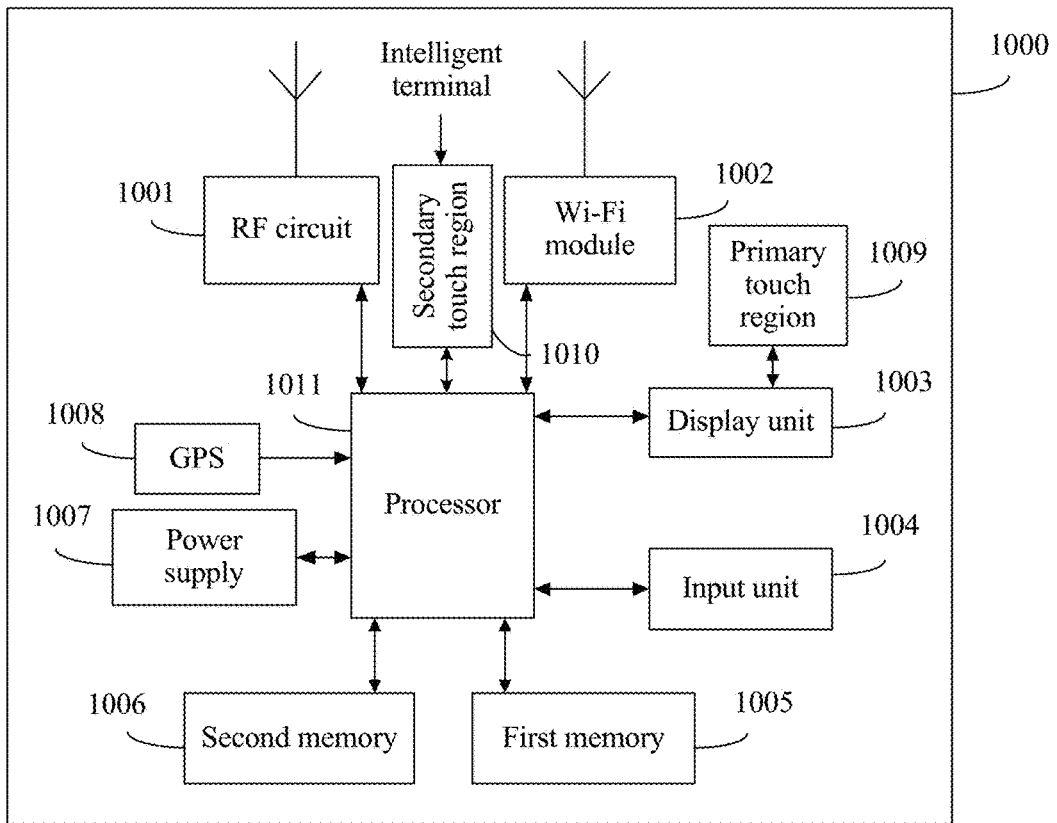 1000
Intelligent
terminal
1001
RF circuit
Secondary
touch region
Wi-Fi
module
1002
Primary
touch
region
1009
1010
1011
1008
GPS
Display unit
1003
1007
Power
supply
Processor
1004
Input unit
1006
Second memory
First memory
1005